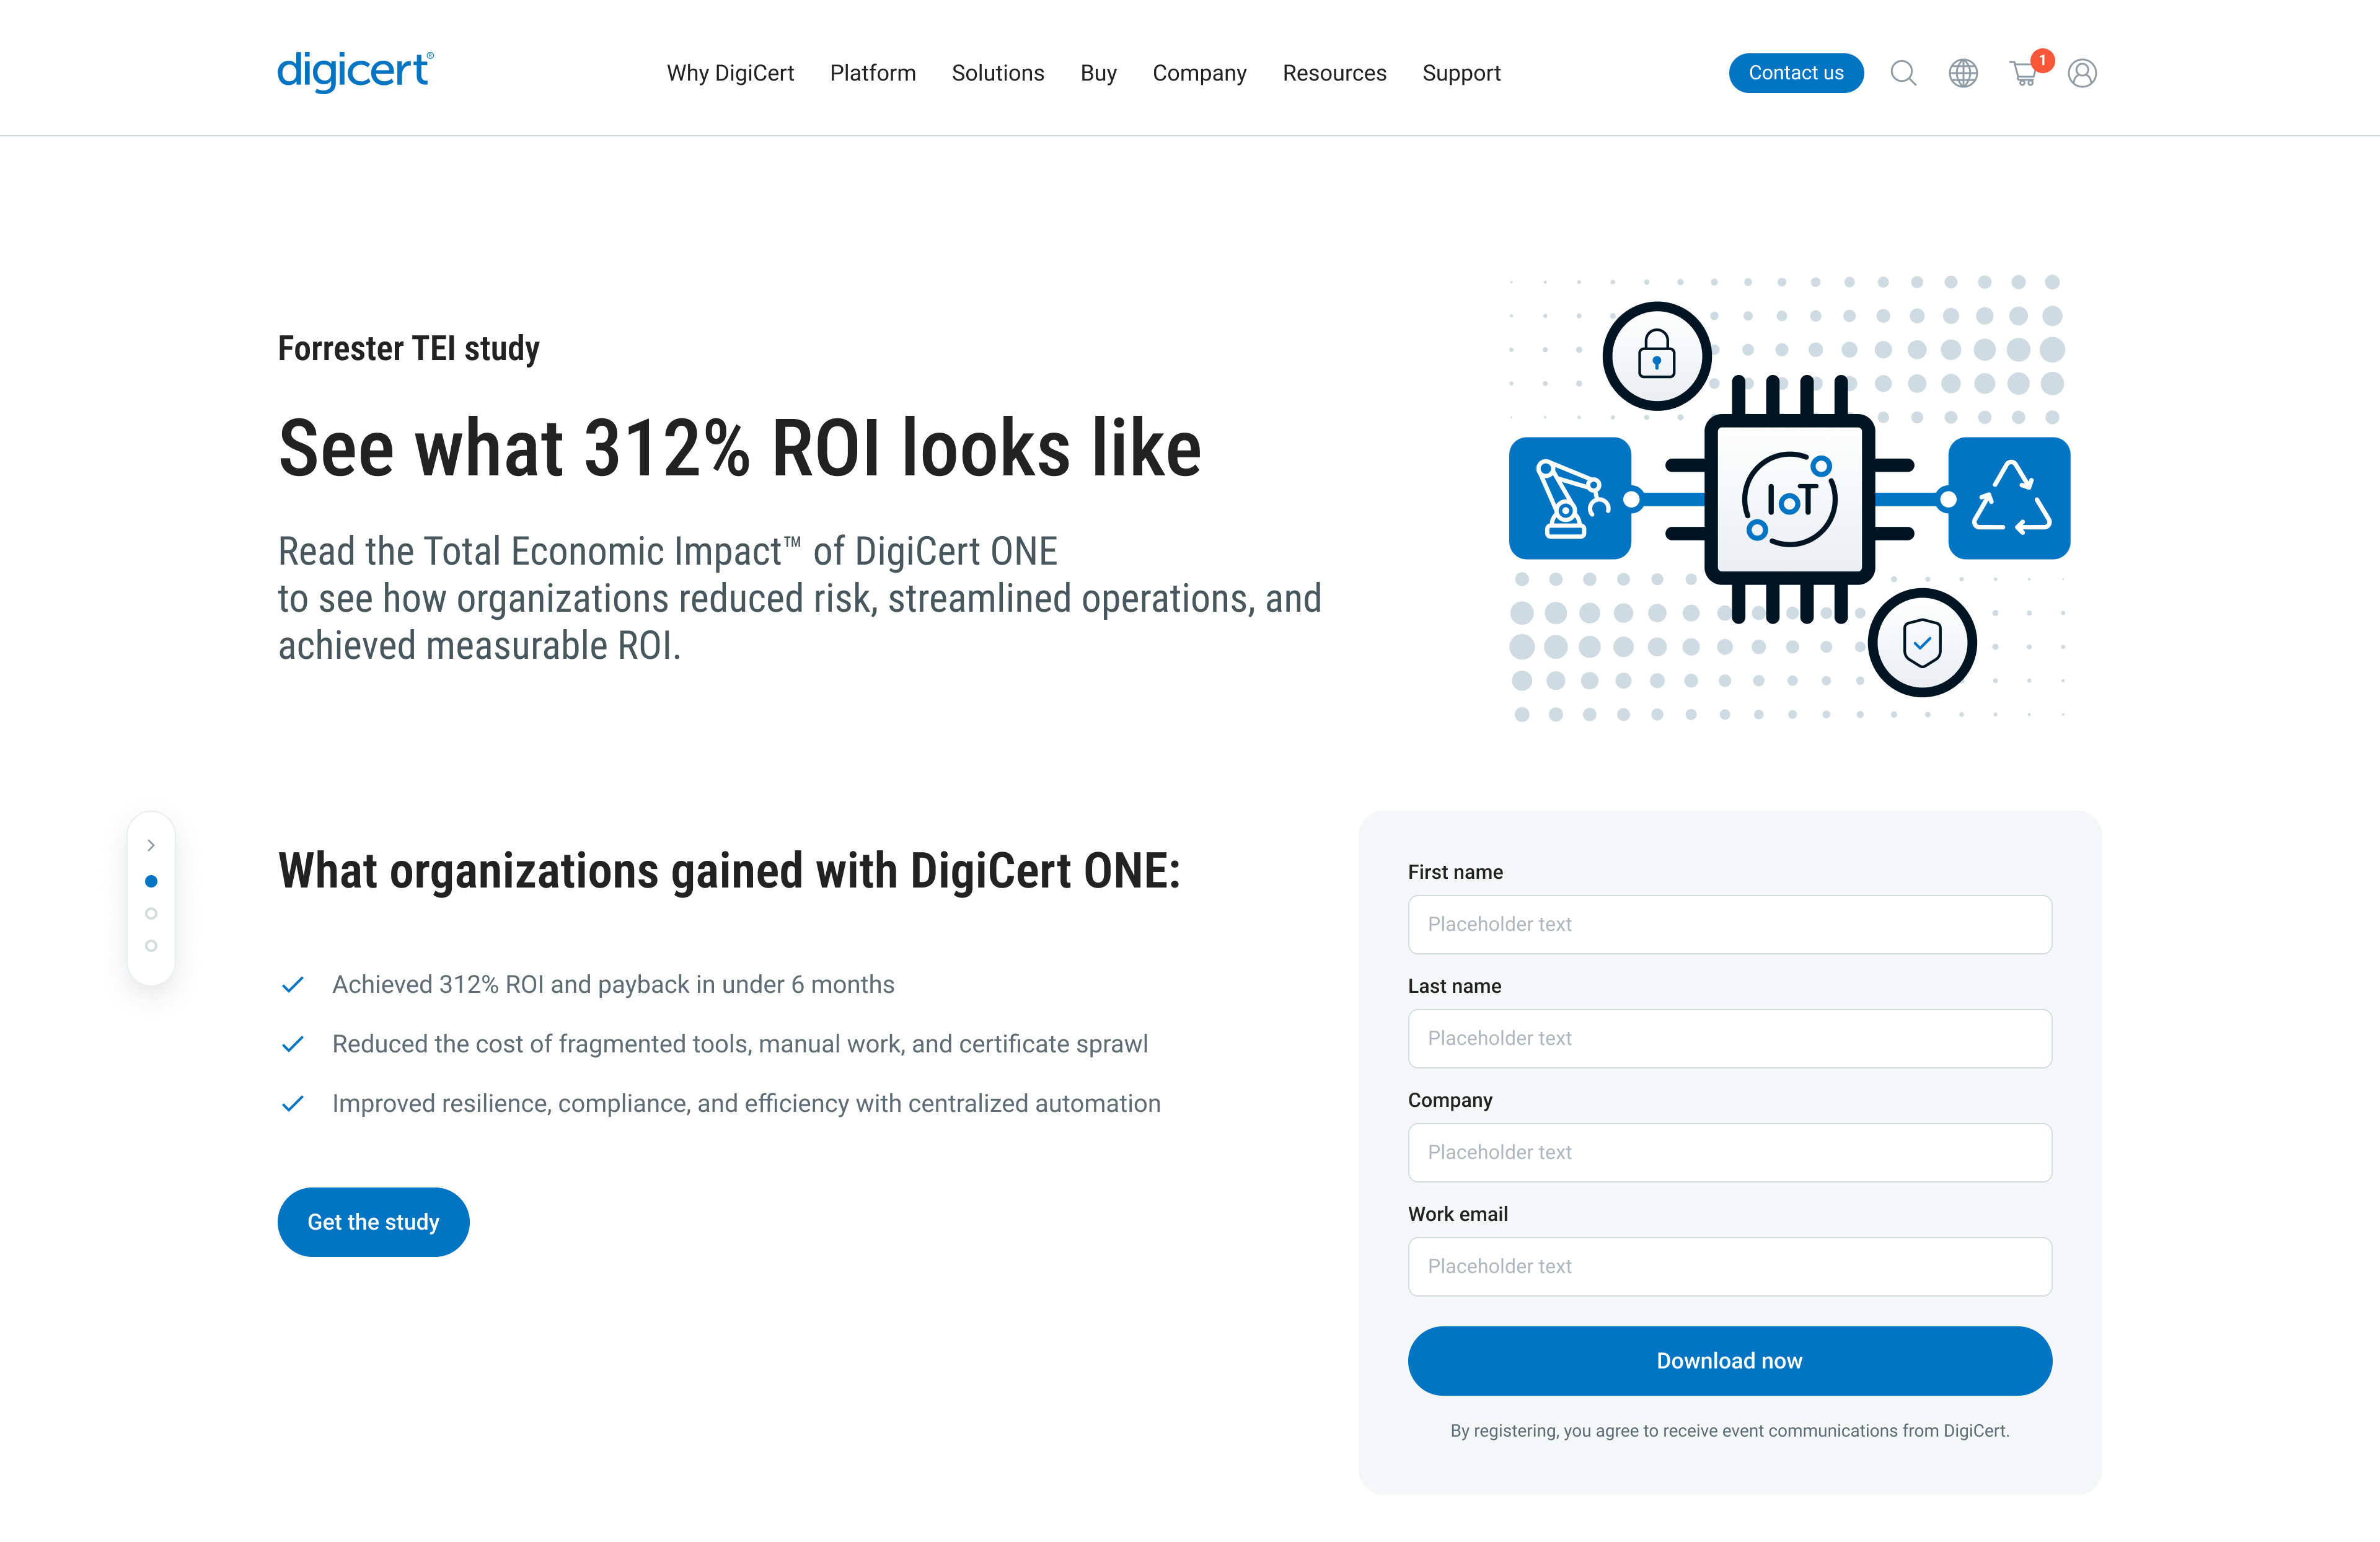 digicert®
Why DigiCert Platform Solutions Buy Company Resources Support
Contact us
1
Forrester TEI study
See what 312% ROI looks like
Read the Total Economic Impact™ of DigiCert ONE
to see how organizations reduced risk, streamlined operations, and
achieved measurable ROI.
IoT
What organizations gained with DigiCert ONE:
Achieved 312% ROI and payback in under 6 months
Reduced the cost of fragmented tools, manual work, and certificate sprawl
Improved resilience, compliance, and efficiency with centralized automation
Get the study
First name
Placeholder text
Last name
Placeholder text
Company
Placeholder text
Work email
Placeholder text
Download now
By registering, you agree to receive event communications from DigiCert.